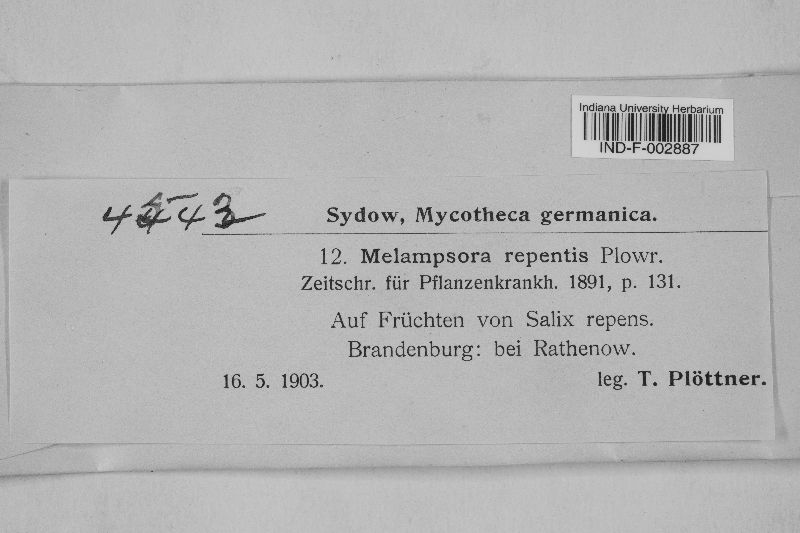 Indiana University Herbarium
IND-F-002887
Sydow, Mycotheca germanica.
12. Melampsora repentis Plowr.
Zeitschr. für Pflanzenkrankh. 1891, p. 131.
Auf Früchten von Salix repens.
Brandenburg: bei Rathenow.
16. 5. 1903. leg. T. Plöttner.